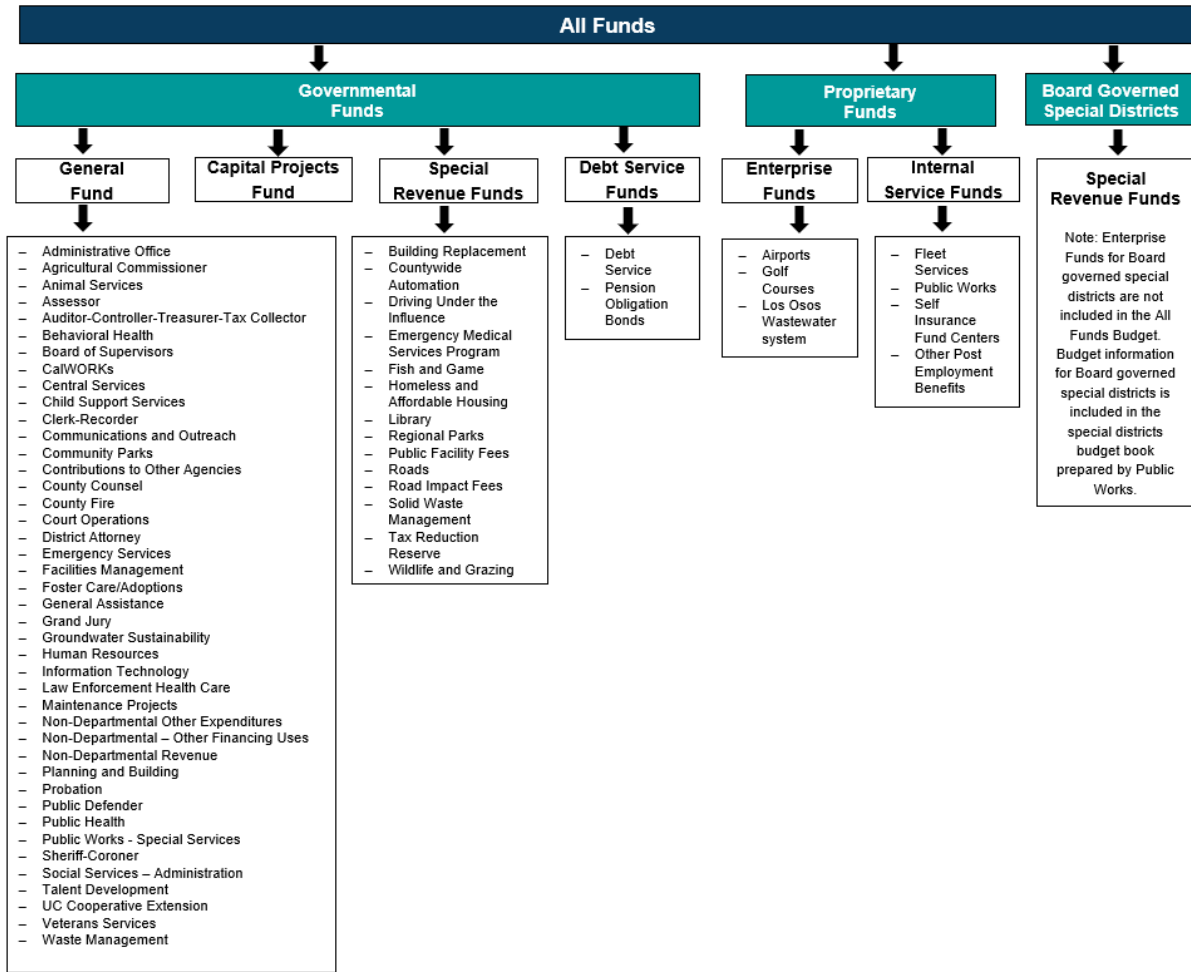 All Funds
Governmental
Funds
Proprietary
Funds
Board Governed
Special Districts
General
Fund
Capital Projects
Fund
Special
Revenue Funds
Debt Service
Funds
Enterprise
Funds
Internal
Service Funds
– Administrative Office
– Agricultural Commissioner
– Animal Services
– Assessor
– Auditor-Controller-Treasurer-Tax Collector
– Behavioral Health
– Board of Supervisors
– CalWORKs
– Central Services
– Child Support Services
– Clerk-Recorder
– Communications and Outreach
– Community Parks
– Contributions to Other Agencies
– County Counsel
– County Fire
– Court Operations
– District Attorney
– Emergency Services
– Facilities Management
– Foster Care/Adoptions
– General Assistance
– Grand Jury
– Groundwater Sustainability
– Human Resources
– Information Technology
– Law Enforcement Health Care
– Maintenance Projects
– Non-Departmental Other Expenditures
– Non-Departmental – Other Financing Uses
– Non-Departmental Revenue
– Planning and Building
– Probation
– Public Defender
– Public Health
– Public Works - Special Services
– Sheriff-Coroner
– Social Services – Administration
– Talent Development
– UC Cooperative Extension
– Veterans Services
– Waste Management
– Building Replacement
– Countywide
Automation
– Driving Under the
Influence
– Emergency Medical
Services Program
– Fish and Game
– Homeless and
Affordable Housing
– Library
– Regional Parks
– Public Facility Fees
– Roads
– Road Impact Fees
– Solid Waste
Management
– Tax Reduction
Reserve
– Wildlife and Grazing
– Debt
Service
– Pension
Obligation
Bonds
– Airports
– Golf
Courses
– Los Osos
Wastewater
system
– Fleet
Services
– Public Works
– Self
Insurance
Fund Centers
– Other Post
Employment
Benefits
Special
Revenue Funds
Note: Enterprise
Funds for Board
governed special
districts are not
included in the All
Funds Budget.
Budget information
for Board governed
special districts is
included in the
special districts
budget book
prepared by Public
Works.